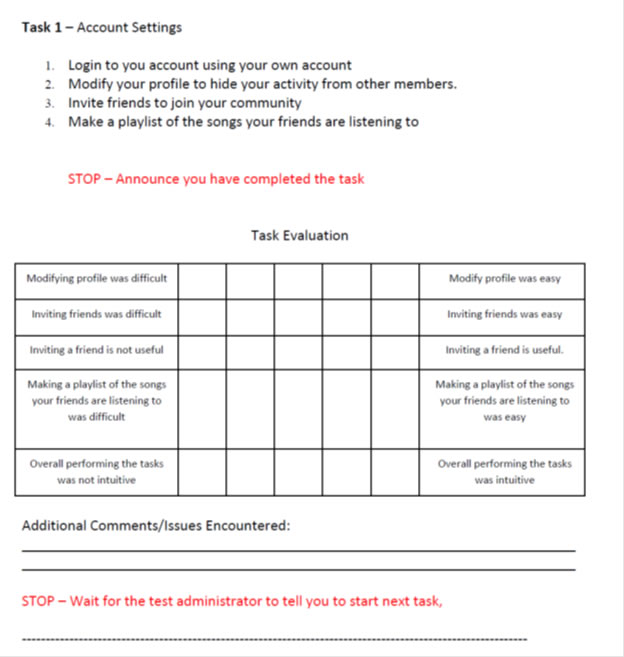 Task 1 – Account Settings
1. Login to you account using your own account
2. Modify your profile to hide your activity from other members.
3. Invite friends to join your community
4. Make a playlist of the songs your friends are listening to
STOP – Announce you have completed the task
Task Evaluation
Modifying profile was difficult
Modify profile was easy
Inviting friends was difficult
Inviting friends was easy
Inviting a friend is not useful
Inviting a friend is useful.
Making a playlist of the songs
your friends are listening to
was difficult
Making a playlist of the songs
your friends are listening to
was easy
Overall performing the tasks
was not intuitive
Overall performing the tasks
was intuitive
Additional Comments/Issues Encountered:
STOP – Wait for the test administrator to tell you to start next task,